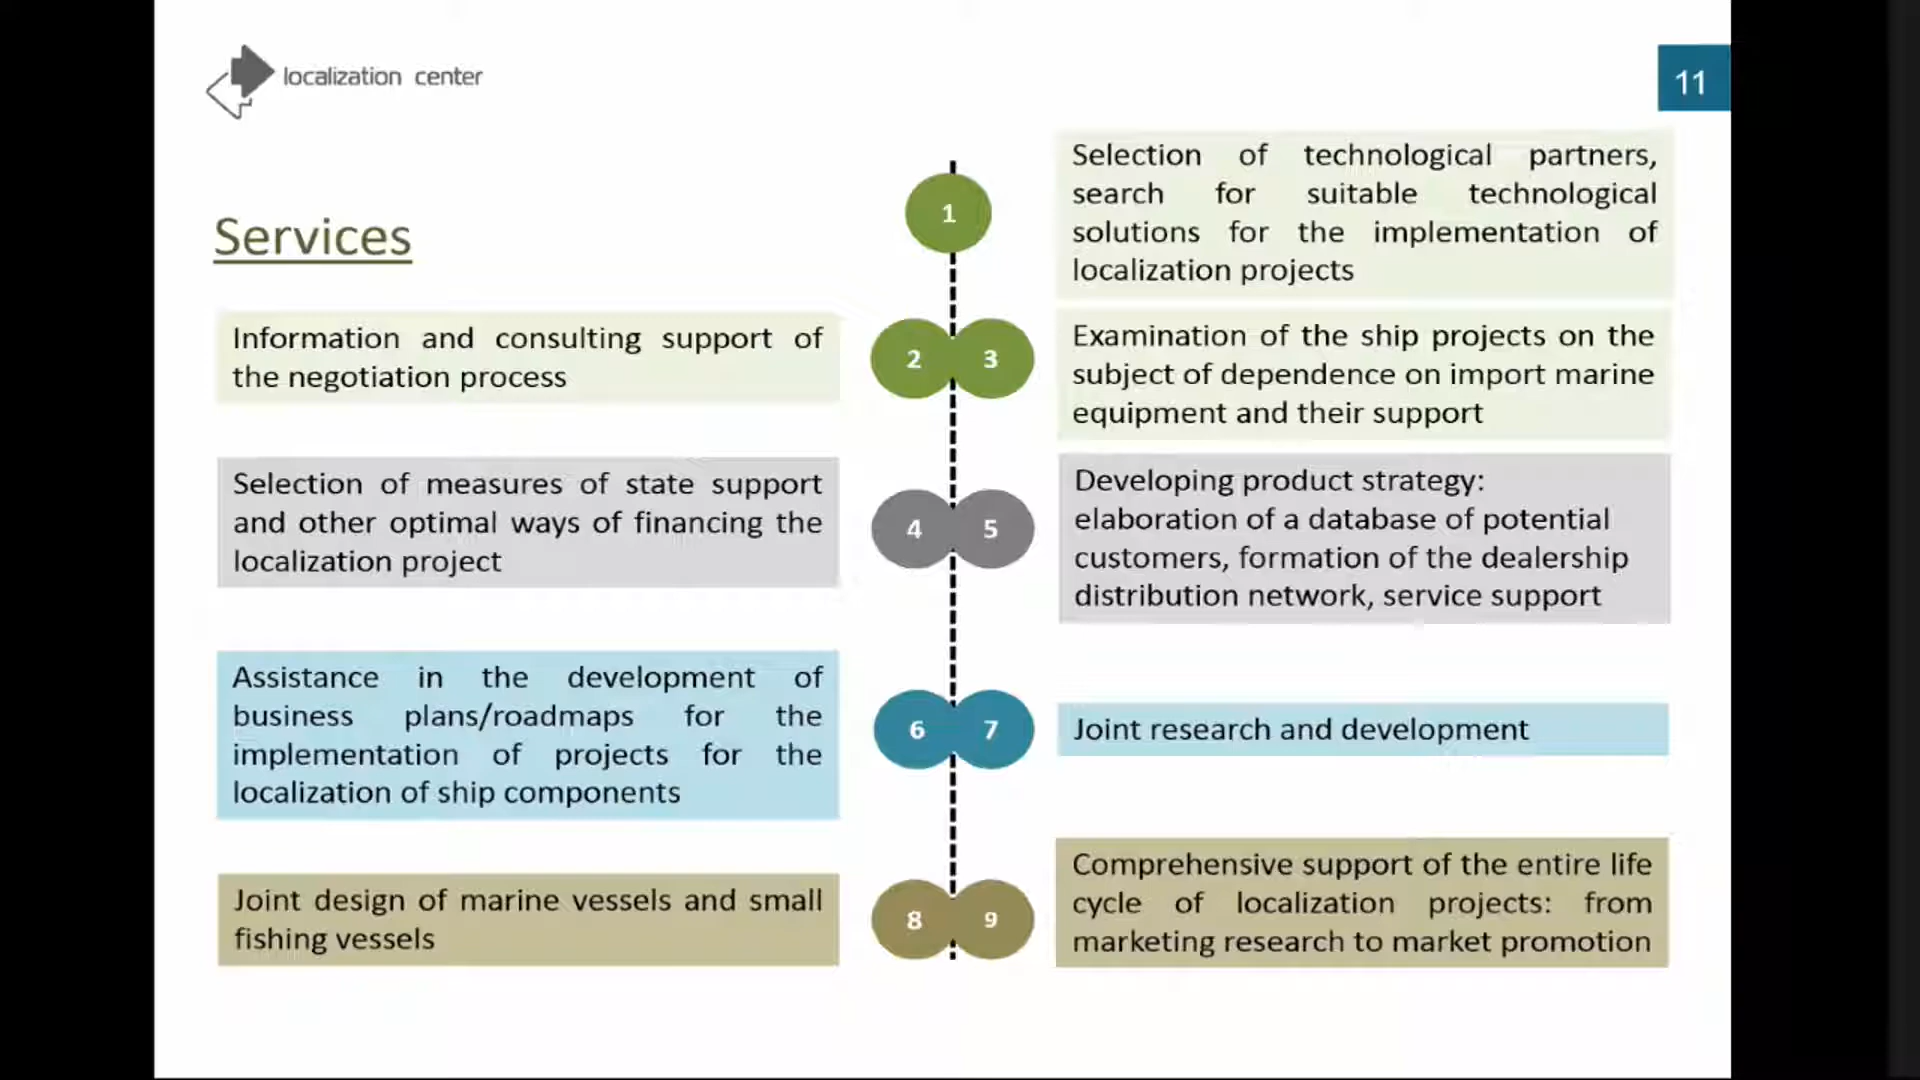 localization center
11
Services
1
Selection of technological partners,
search for suitable technological
solutions for the implementation of
localization projects
Information and consulting support of
the negotiation process
2
3
Examination of the ship projects on the
subject of dependence on import marine
equipment and their support
Selection of measures of state support
and other optimal ways of financing the
localization project
4
5
Developing product strategy:
elaboration of a database of potential
customers, formation of the dealership
distribution network, service support
Assistance in the development of
business plans/roadmaps for the
implementation of projects for the
localization of ship components
6
7
Joint research and development
Joint design of marine vessels and small
fishing vessels
8
9
Comprehensive support of the entire life
cycle of localization projects: from
marketing research to market promotion